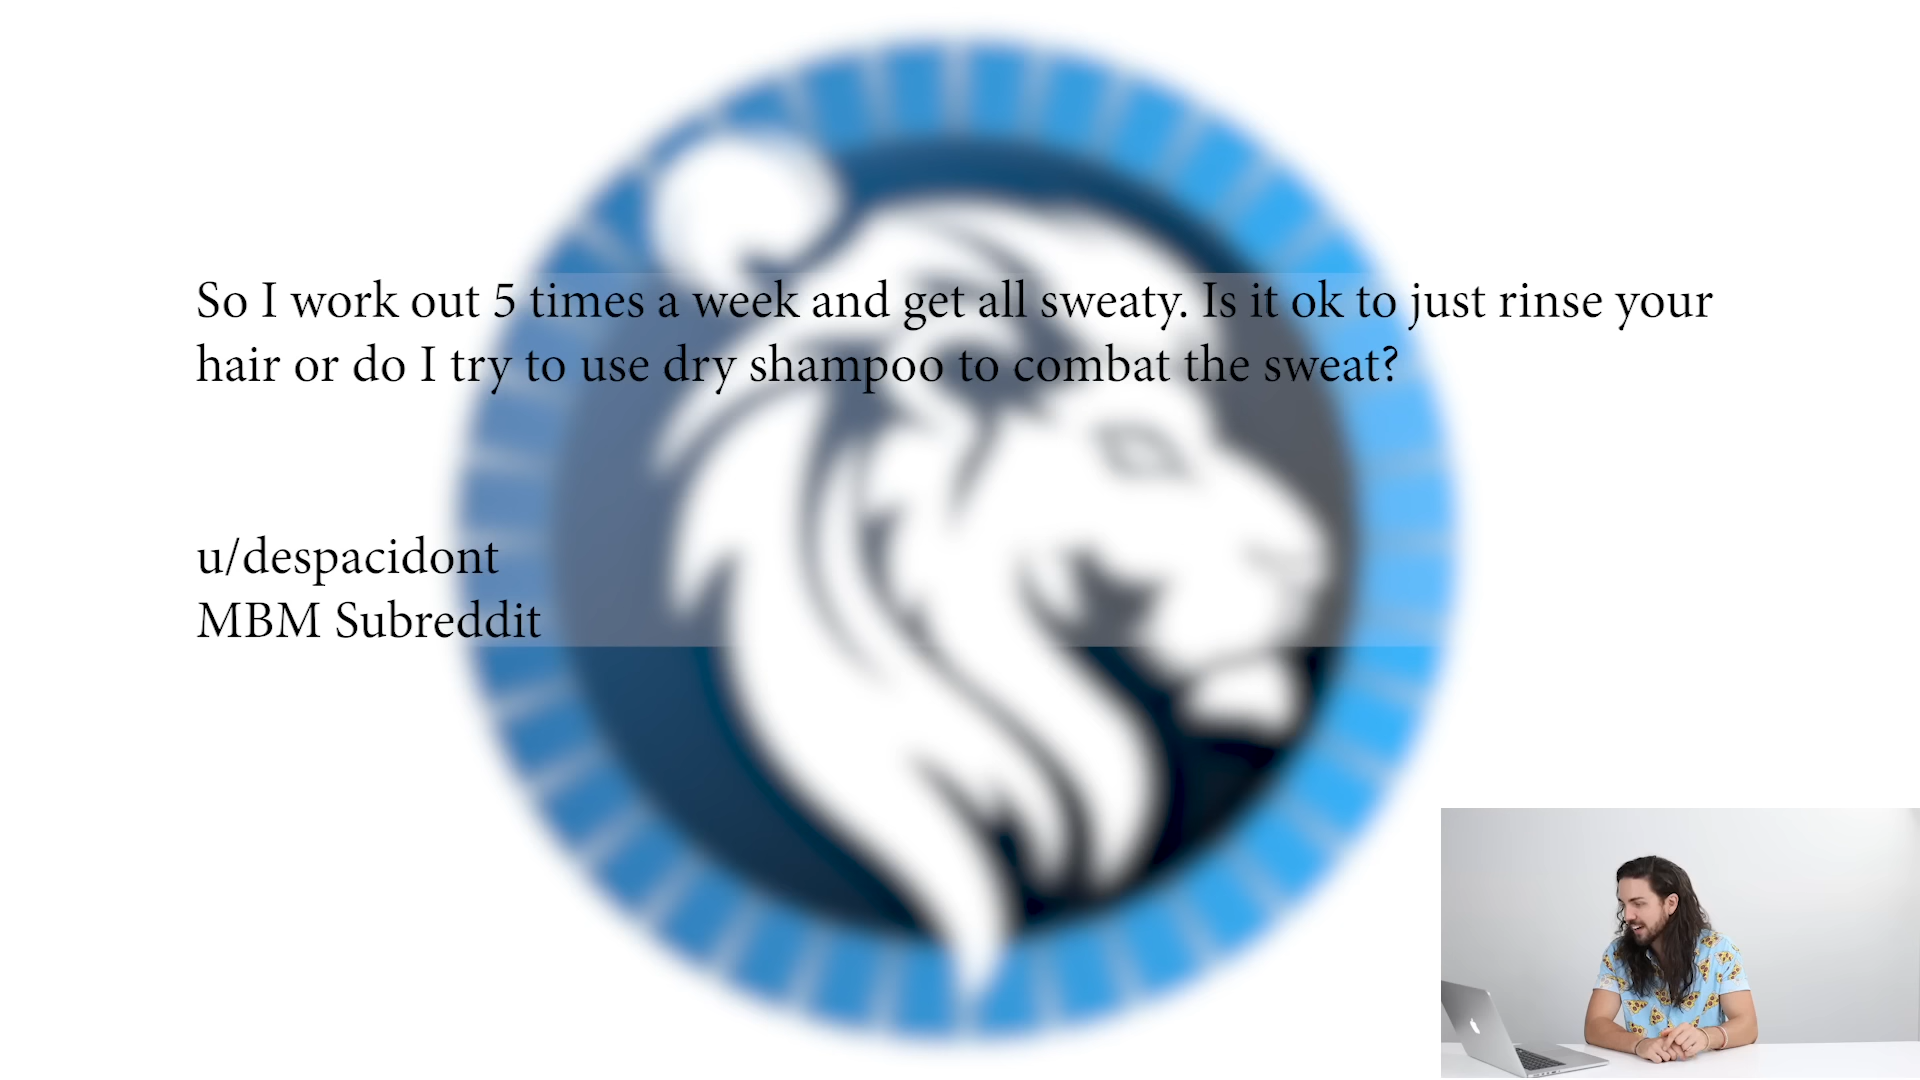 So I work out 5 times a week and get all sweaty. Is it ok to just rinse your
hair or do I try to use dry shampoo to combat the sweat?
u/despacidont
MBM Subreddit